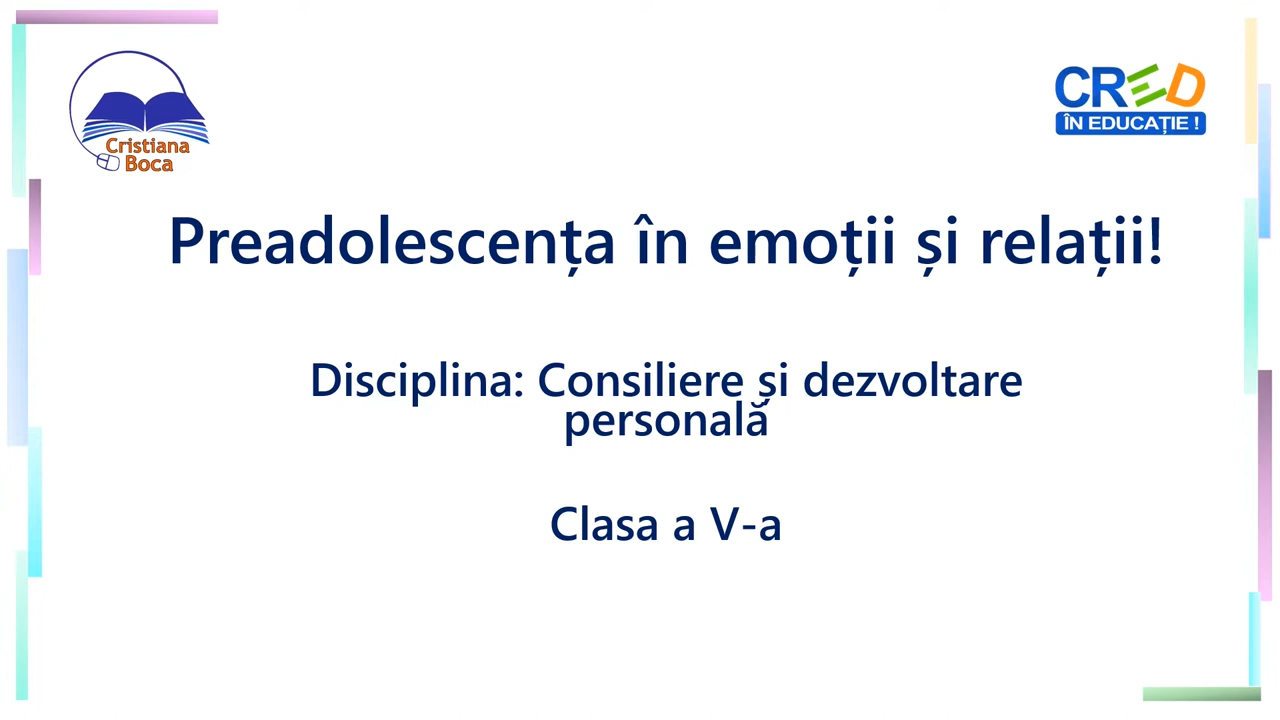 Cristiana
Boca
CRED
ÎN EDUCAȚIE !
Preadolescența în emoții și relații!
Disciplina: Consiliere și dezvoltare
personală
Clasa a V-a